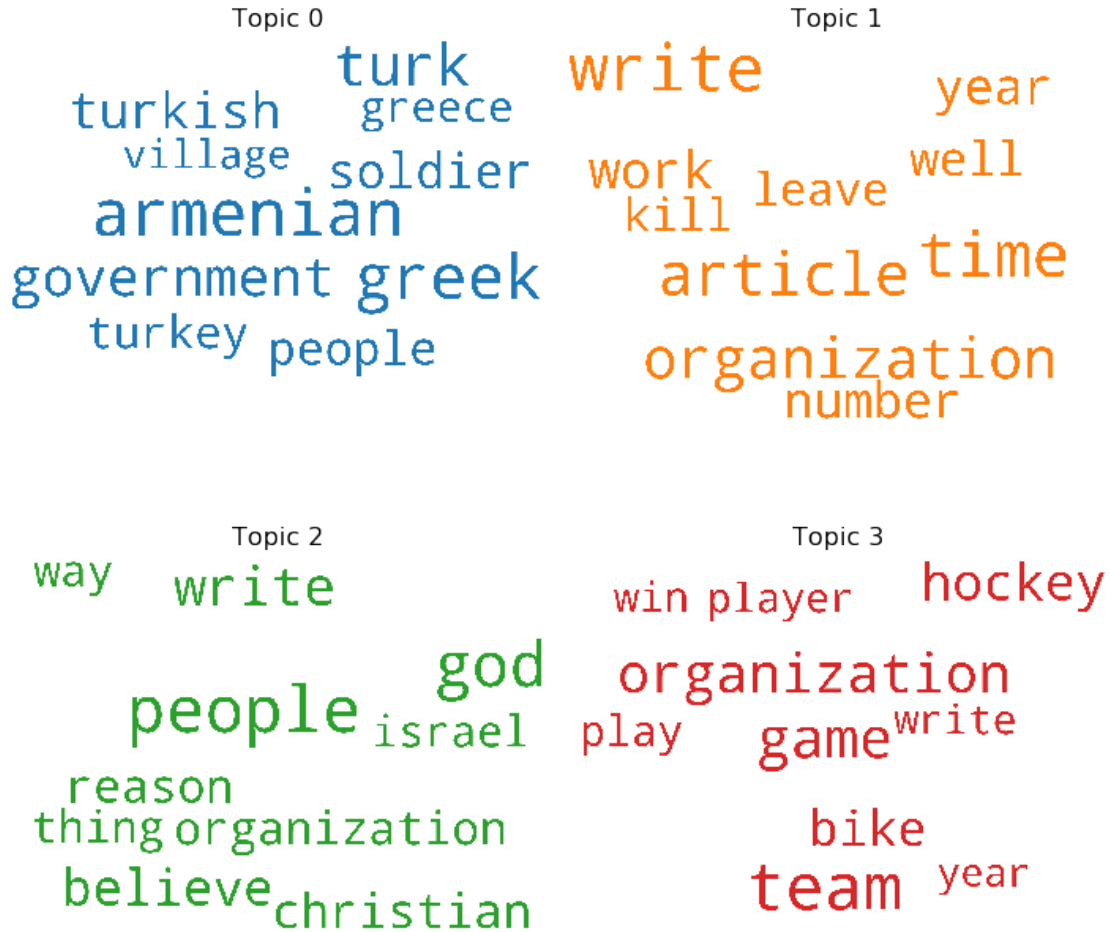 Topic 0
turk
turkish
greece
village
soldier
armenian
government greek
turkey
people
Topic 1
write
year
well
work
leave
kill
time
article
organization
number
Topic 2
way
write
god
people
israel
reason
thing organization
believe
christian
Topic 3
hockey
win player
organization
write
play
game
bike
year
team